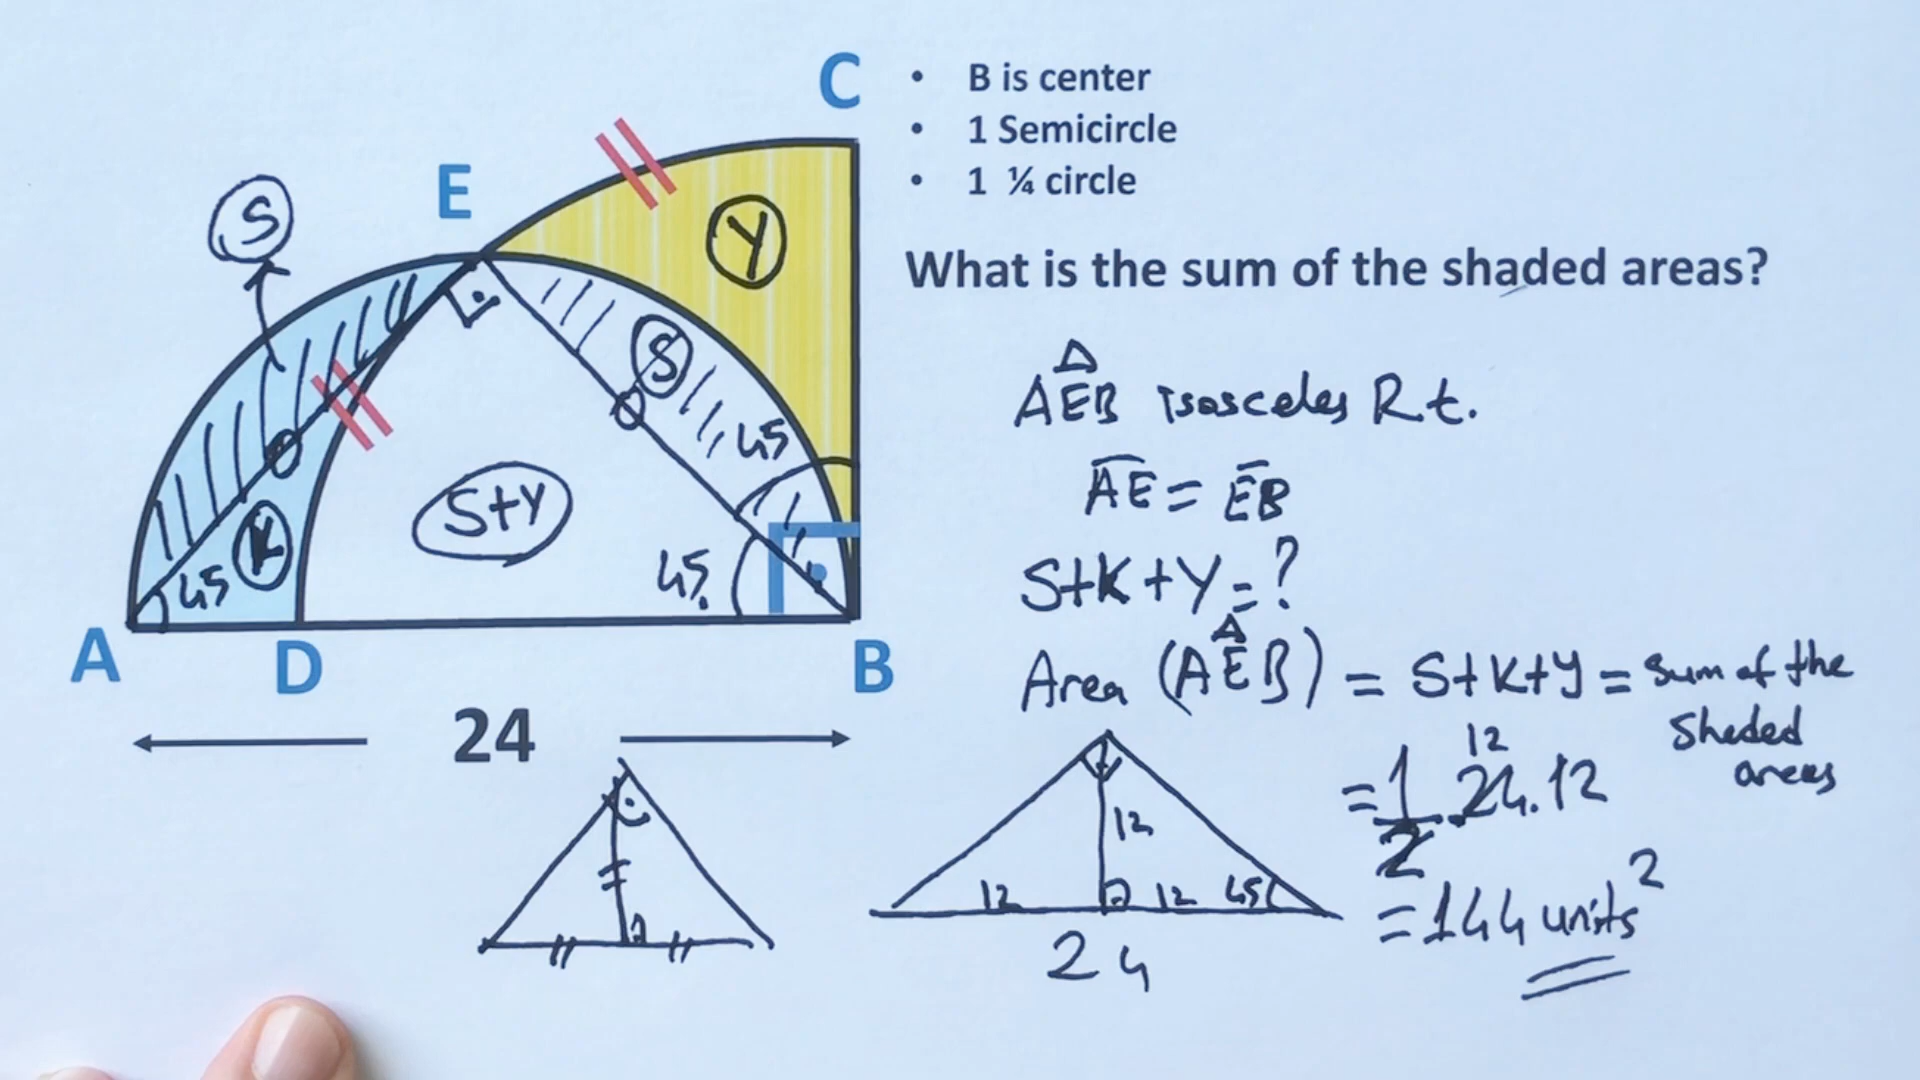 C
• B is center
• 1 Semicircle
• 1 ¼ circle
E
S
Y
What is the sum of the shaded areas?
S
45
AEB isosceles R t.
AE = EB
S+Y
K
45
45
S+K+Y=?
A
D
B
Area (AEB) = S+K+Y = sum of the
shaded
areas
24
12
= 1/2 . 24.12
12
12
12
45
24
= 144 units²